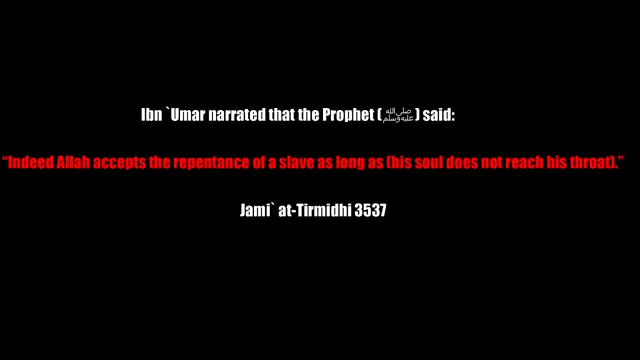 Ibn `Umar narrated that the Prophet (ﷺ) said:
“Indeed Allah accepts the repentance of a slave as long as (his soul does not reach his throat).”
Jami` at-Tirmidhi 3537